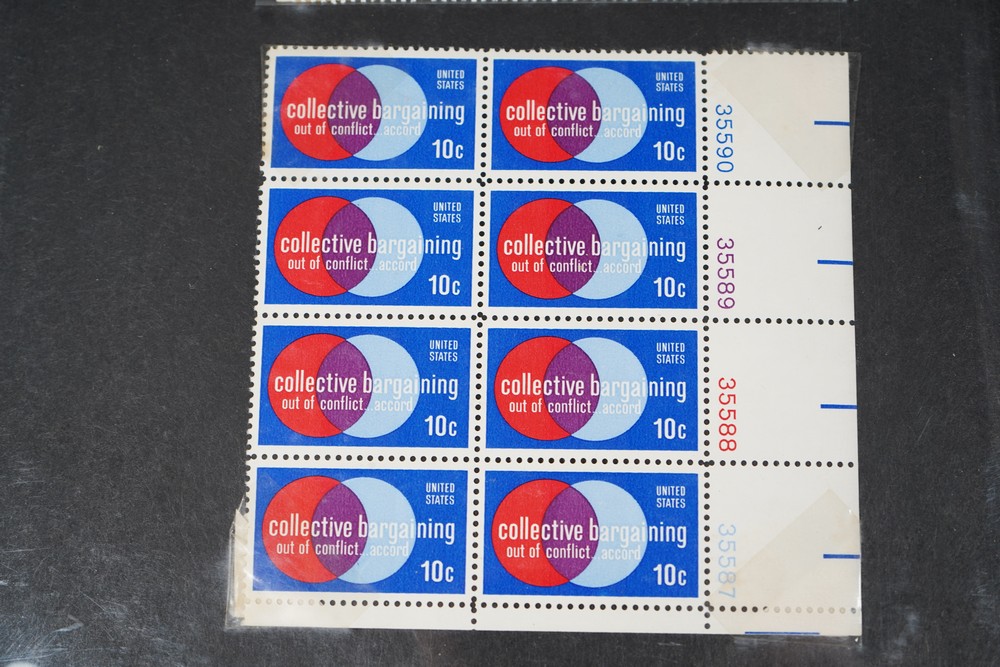 UNITED
STATES
collective bargaining
out of conflict...accord
10c
UNITED
STATES
collective bargaining
out of conflict...accord
10c
35590
UNITED
STATES
collective bargaining
out of conflict...accord
10c
UNITED
STATES
collective bargaining
out of conflict...accord
10c
35589
UNITED
STATES
collective bargaining
out of conflict...accord
10c
UNITED
STATES
collective bargaining
out of conflict...accord
10c
35588
UNITED
STATES
collective bargaining
out of conflict...accord
10c
UNITED
STATES
collective bargaining
out of conflict...accord
10c
35587